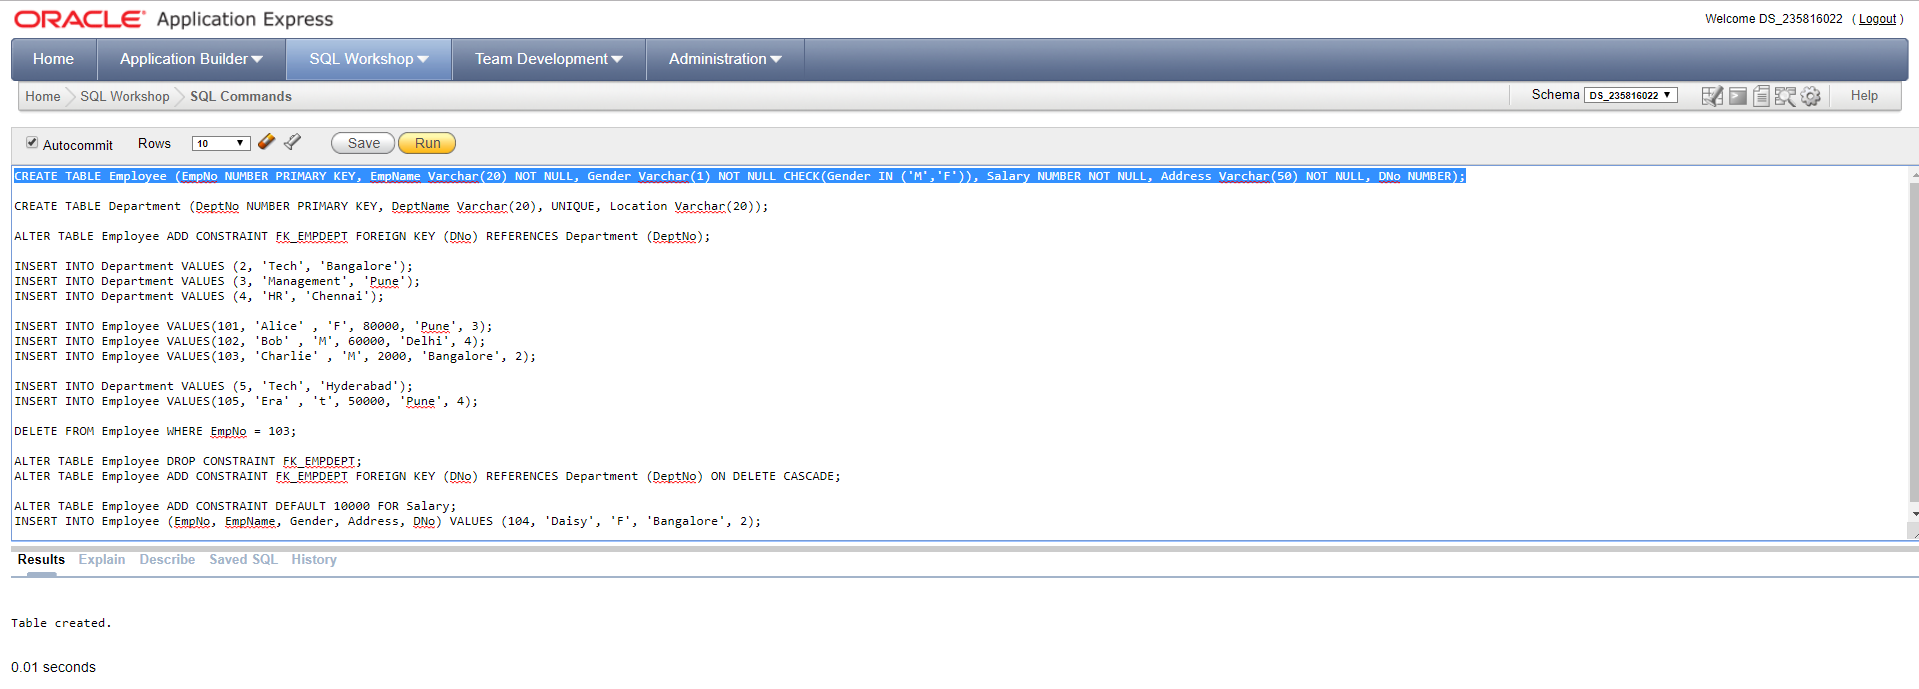 ORACLE Application Express
Welcome DS_235816022 ( Logout )
Home Application Builder SQL Workshop Team Development Administration
Home SQL Workshop SQL Commands
Schema DS_235816022 Help
Autocommit Rows 10 Save Run
CREATE TABLE Employee (EmpNo NUMBER PRIMARY KEY, EmpName Varchar(20) NOT NULL, Gender Varchar(1) NOT NULL CHECK(Gender IN ('M','F')), Salary NUMBER NOT NULL, Address Varchar(50) NOT NULL, DNo NUMBER);
CREATE TABLE Department (DeptNo NUMBER PRIMARY KEY, DeptName Varchar(20), UNIQUE, Location Varchar(20));
ALTER TABLE Employee ADD CONSTRAINT FK_EMPDEPT FOREIGN KEY (DNo) REFERENCES Department (DeptNo);
INSERT INTO Department VALUES (2, 'Tech', 'Bangalore');
INSERT INTO Department VALUES (3, 'Management', 'Pune');
INSERT INTO Department VALUES (4, 'HR', 'Chennai');
INSERT INTO Employee VALUES(101, 'Alice' , 'F', 80000, 'Pune', 3);
INSERT INTO Employee VALUES(102, 'Bob' , 'M', 60000, 'Delhi', 4);
INSERT INTO Employee VALUES(103, 'Charlie' , 'M', 2000, 'Bangalore', 2);
INSERT INTO Department VALUES (5, 'Tech', 'Hyderabad');
INSERT INTO Employee VALUES(105, 'Era' , 't', 50000, 'Pune', 4);
DELETE FROM Employee WHERE EmpNo = 103;
ALTER TABLE Employee DROP CONSTRAINT FK_EMPDEPT;
ALTER TABLE Employee ADD CONSTRAINT FK_EMPDEPT FOREIGN KEY (DNo) REFERENCES Department (DeptNo) ON DELETE CASCADE;
ALTER TABLE Employee ADD CONSTRAINT DEFAULT 10000 FOR Salary;
INSERT INTO Employee (EmpNo, EmpName, Gender, Address, DNo) VALUES (104, 'Daisy', 'F', 'Bangalore', 2);
Results Explain Describe Saved SQL History
Table created.
0.01 seconds